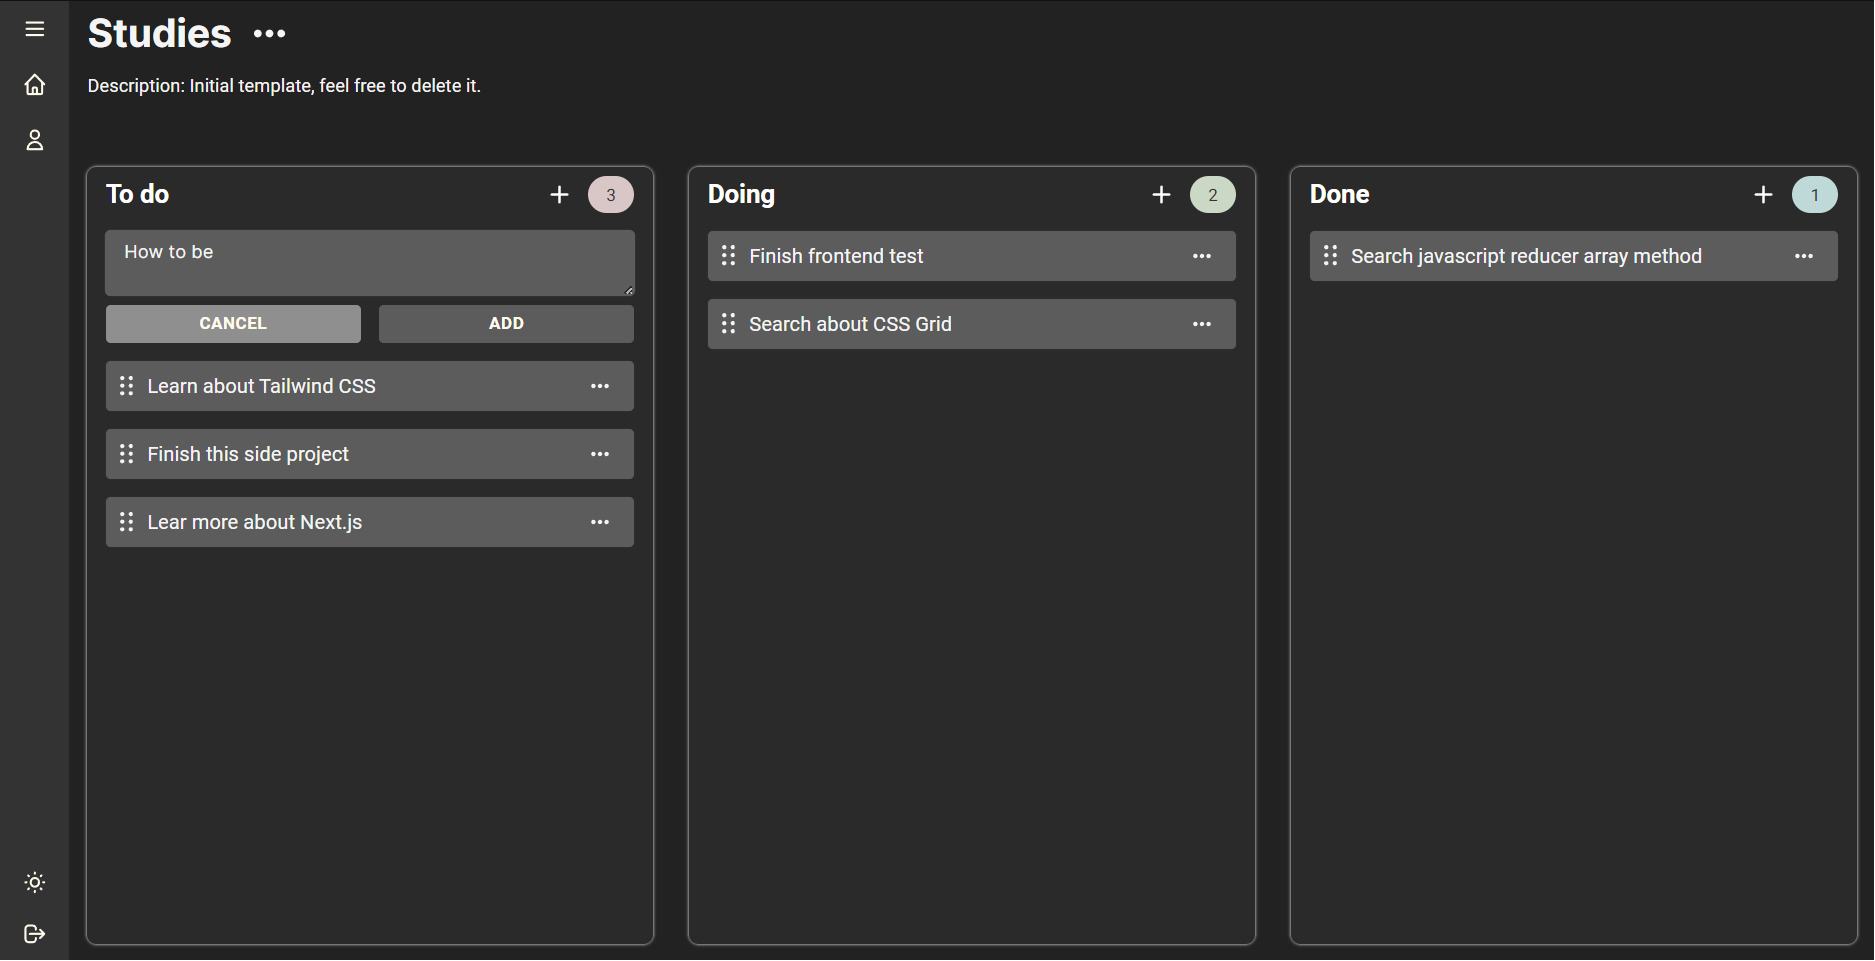 Studies
Description: Initial template, feel free to delete it.
To do
3
How to be
CANCEL
ADD
Learn about Tailwind CSS
Finish this side project
Lear more about Next.js
Doing
2
Finish frontend test
Search about CSS Grid
Done
1
Search javascript reducer array method